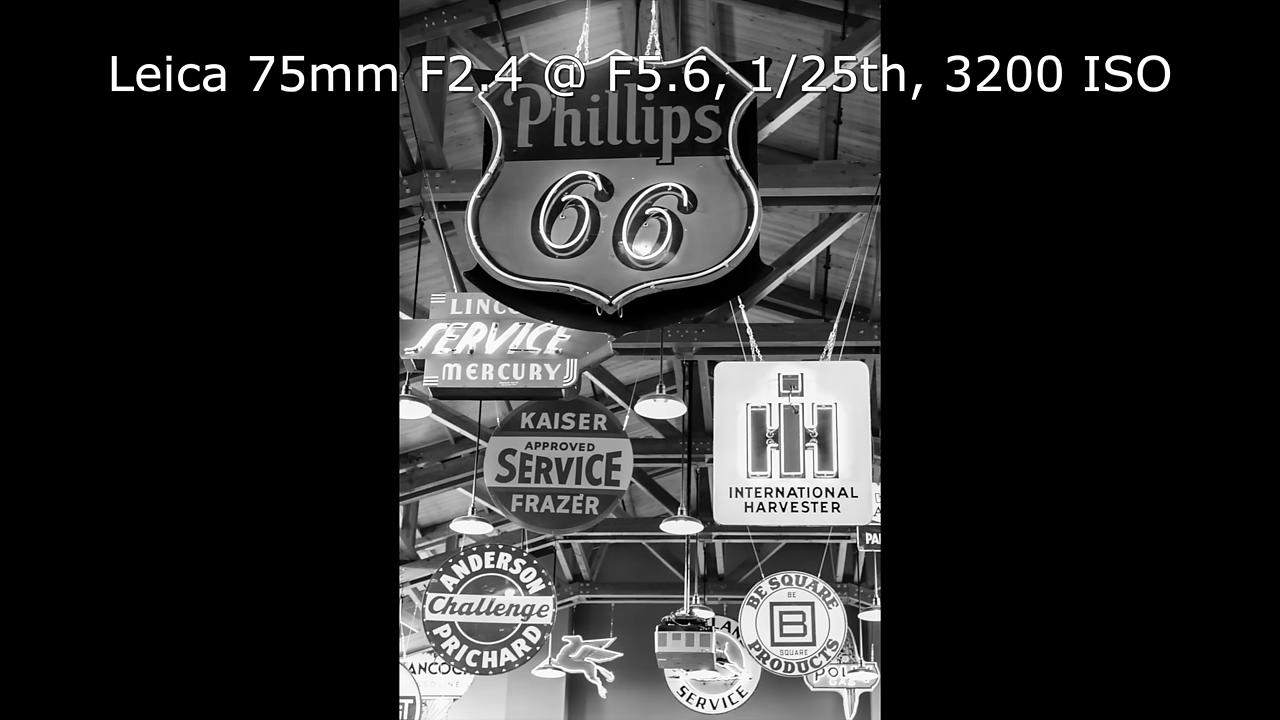 Leica 75mm F2.4 @ F5.6, 1/25th, 3200 ISO
Phillips
66
SERVICE
MERCURY
KAISER
APPROVED
SERVICE
FRAZER
INTERNATIONAL
HARVESTER
ANDERSON
Challenge
PRICHARD
BE SQUARE
BE
B
SQUARE
PRODUCTS
SERVICE
GAS